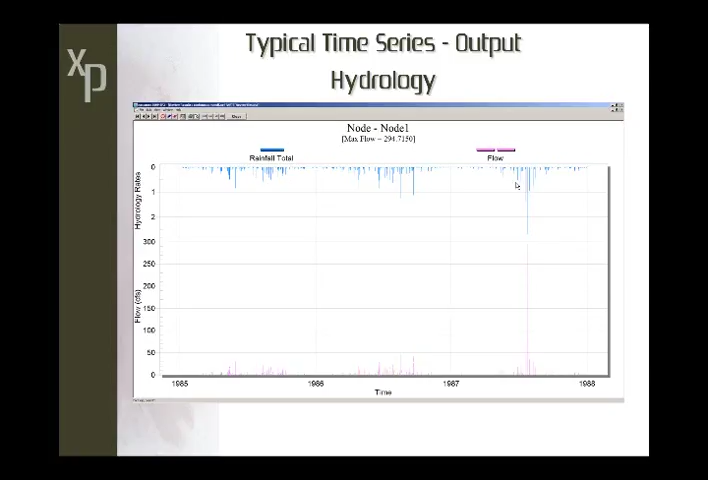 Typical Time Series - Output
Hydrology
xp
Node - Node1
[Max Flow = 294.7150]
Rainfall Total
Flow
Hydrology Rates
0
1
2
Flow (cfs)
300
250
200
150
100
50
0
1985
1986
1987
1988
Time